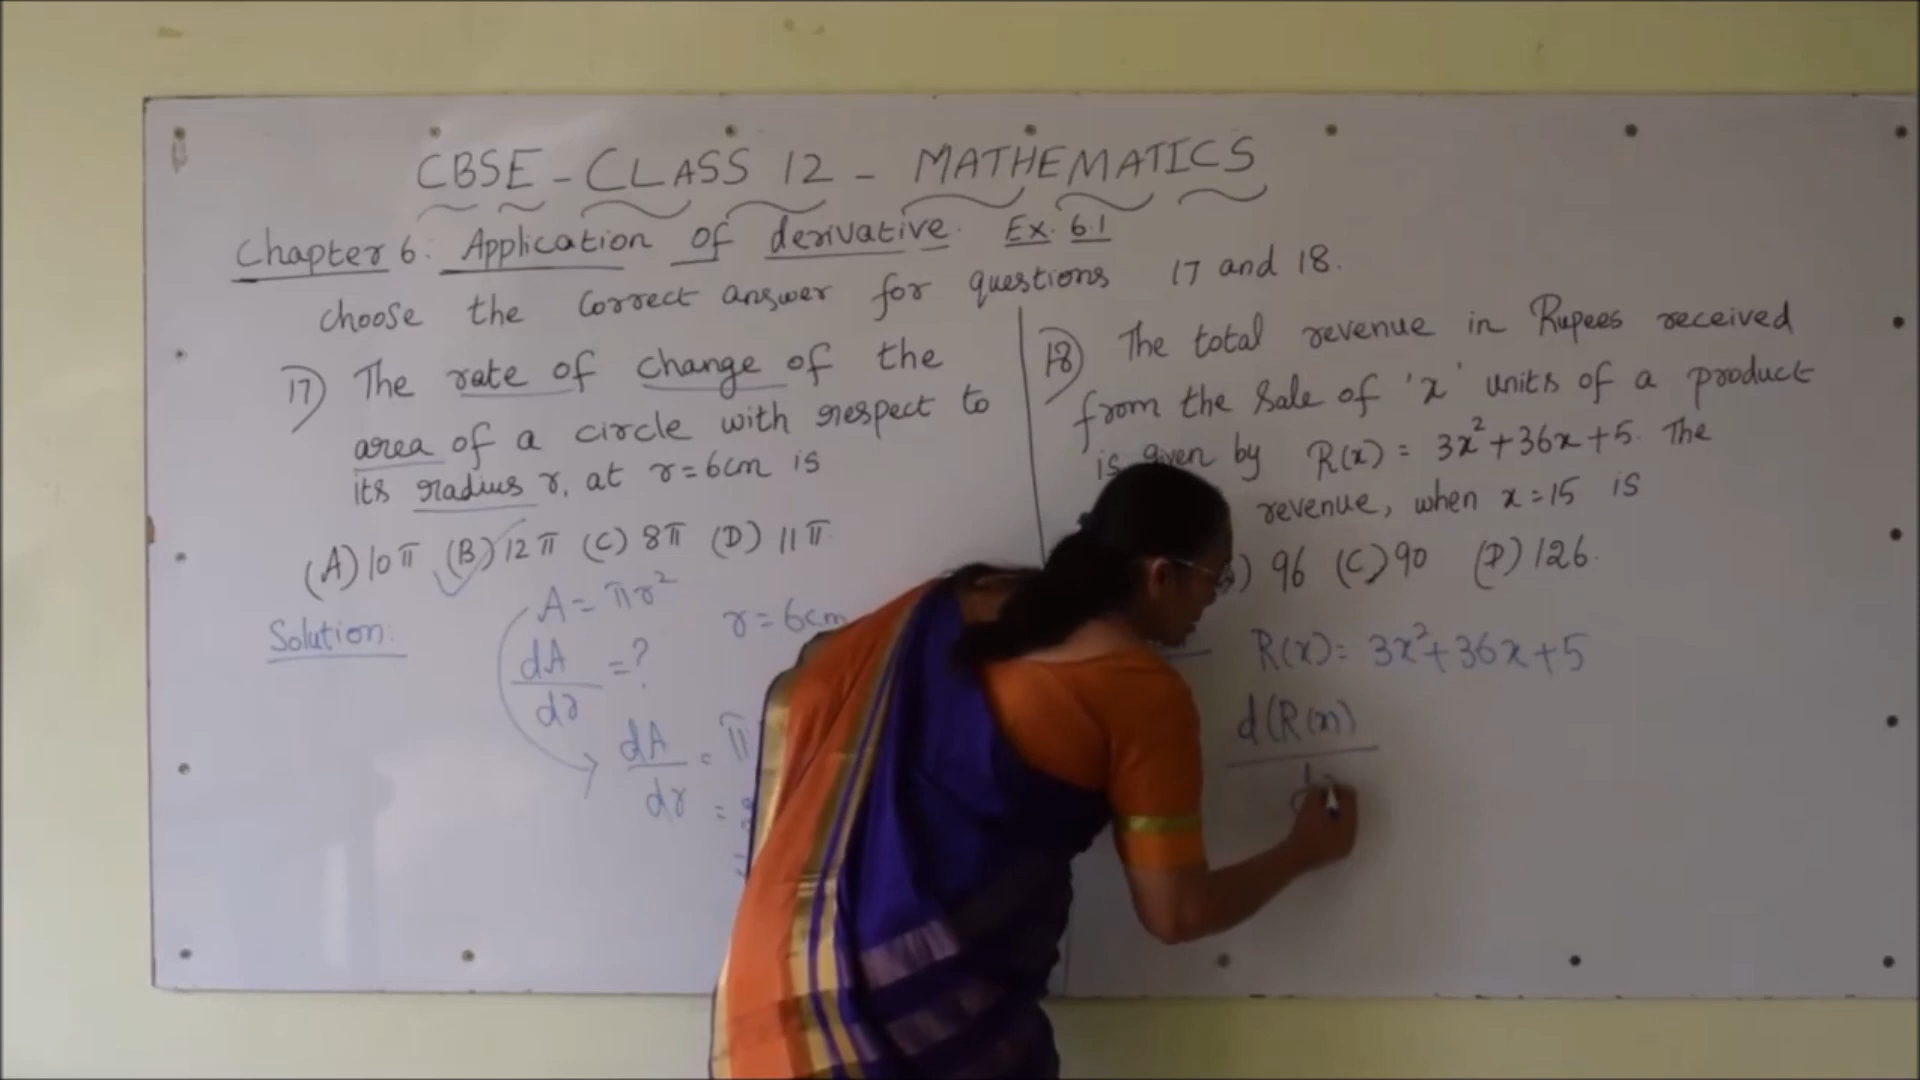 CBSE - CLASS 12 - MATHEMATICS
Chapter 6: Application of derivative. Ex. 6.1
choose the correct answer for questions 17 and 18.
17) The rate of change of the
area of a circle with respect to
its radius r, at r=6cm is
(A) 10π (B) 12π (C) 8π (D) 11π
Solution:
A = πr²
r = 6cm
dA/dr = ?
dA/dr = π
=
=
18) The total revenue in Rupees received
from the Sale of 'x' units of a product
is given by R(x) = 3x²+36x+5. The
revenue, when x=15 is
) 96 (C) 90 (D) 126.
R(x) = 3x²+36x+5
d(R(x)
d